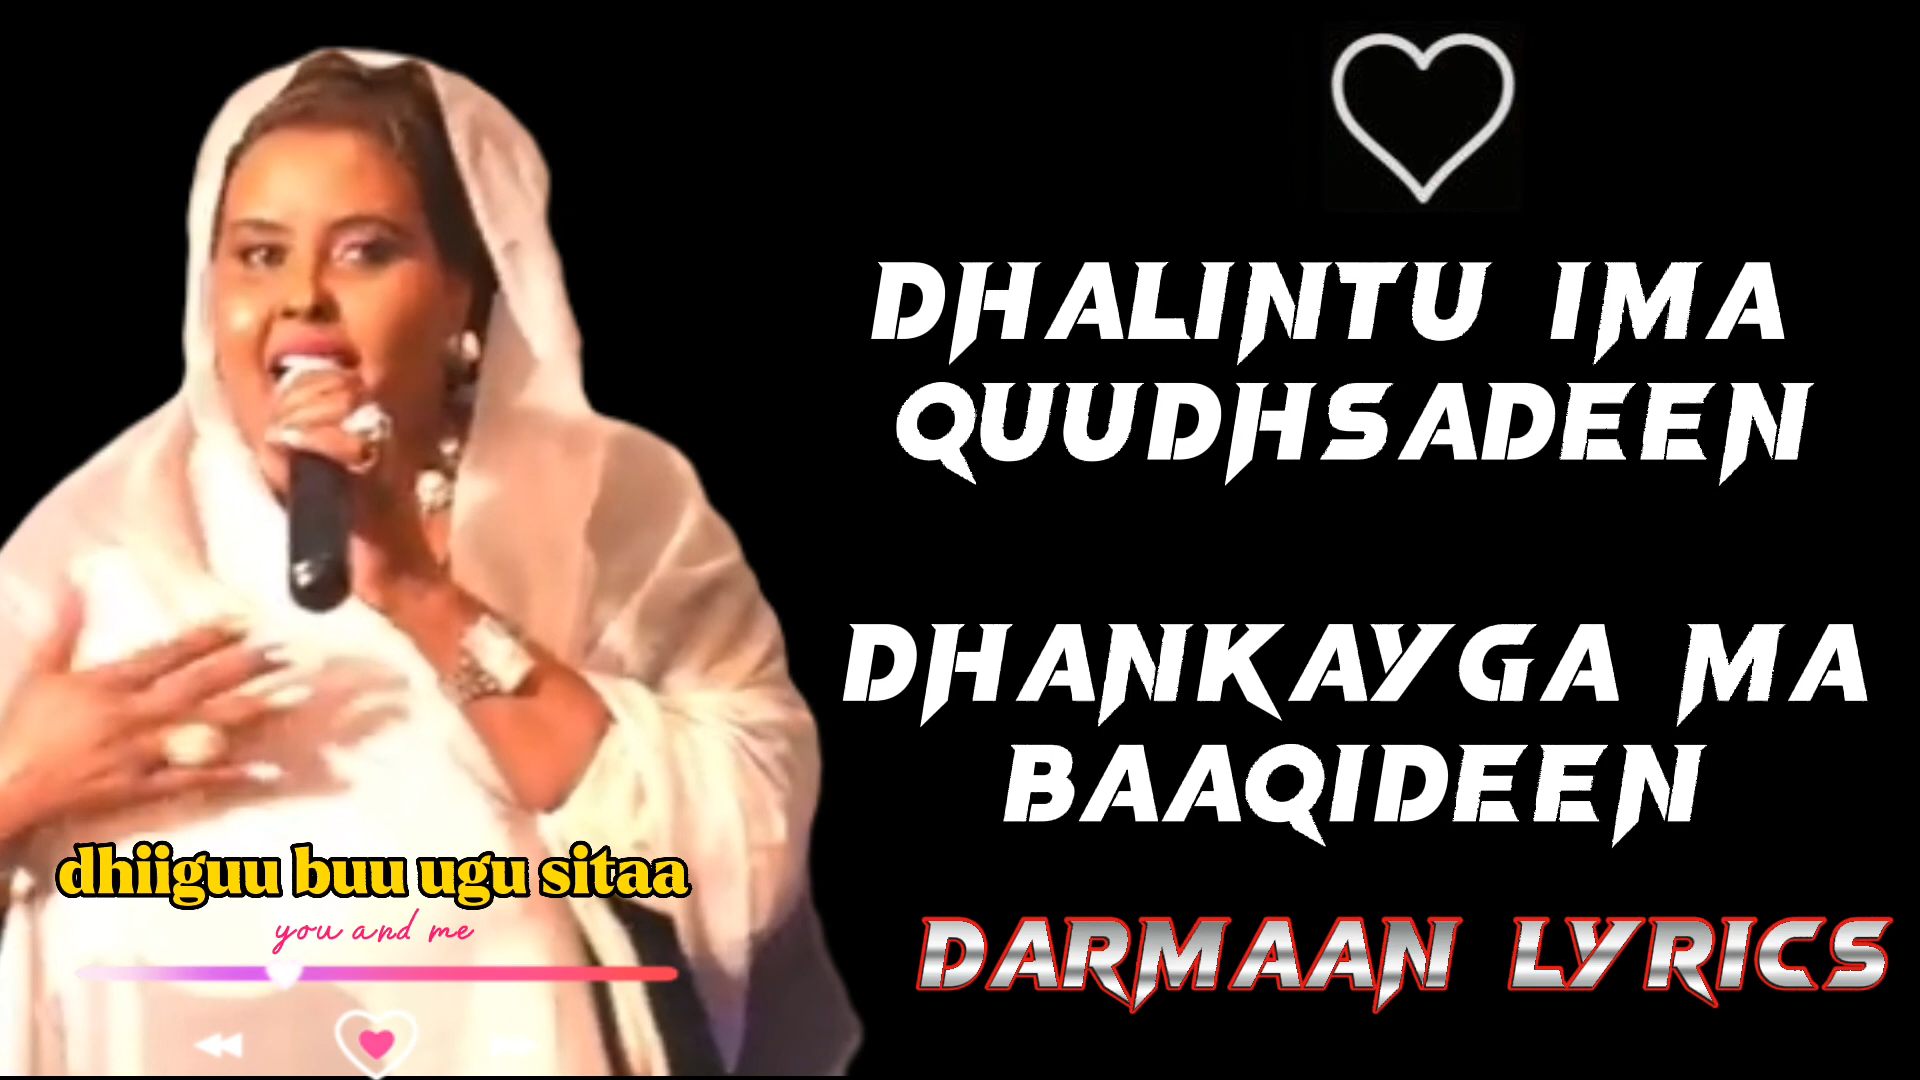 DHALINTU IMA
QUUDHSADEEN
DHANKAYGA MA
BAAQIDEEN
dhiiguu buu ugu sitaa
you and me
DARMAAN LYRICS